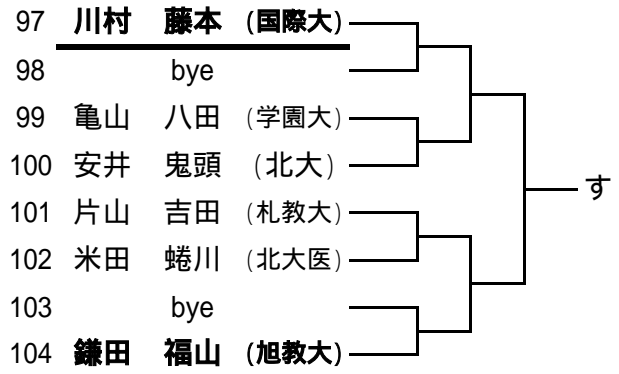 97 川村 藤本 (国際大)
98 bye
99 亀山 八田 (学園大)
100 安井 鬼頭 (北大)
101 片山 吉田 (札教大)
102 米田 蜷川 (北大医)
103 bye
104 鎌田 福山 (旭教大)
す